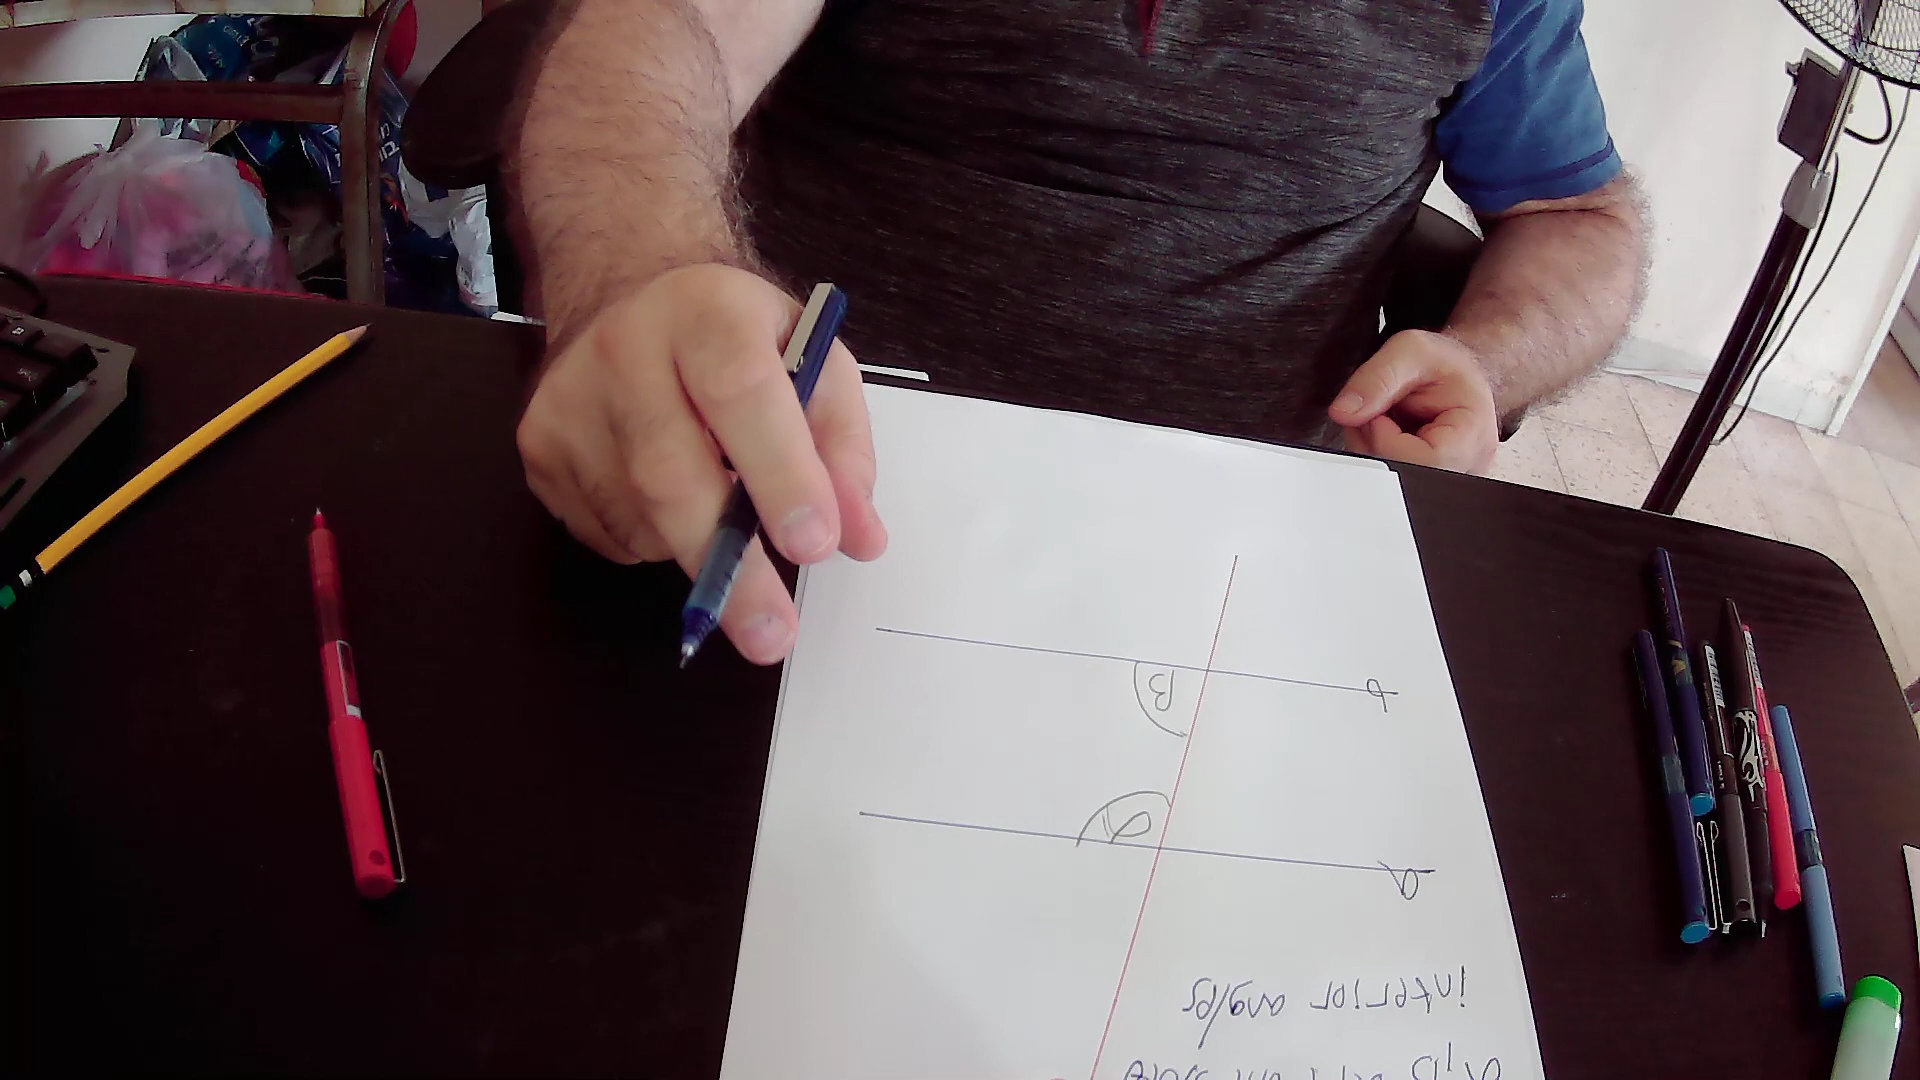 α, β
interior angles
a
α
β
b